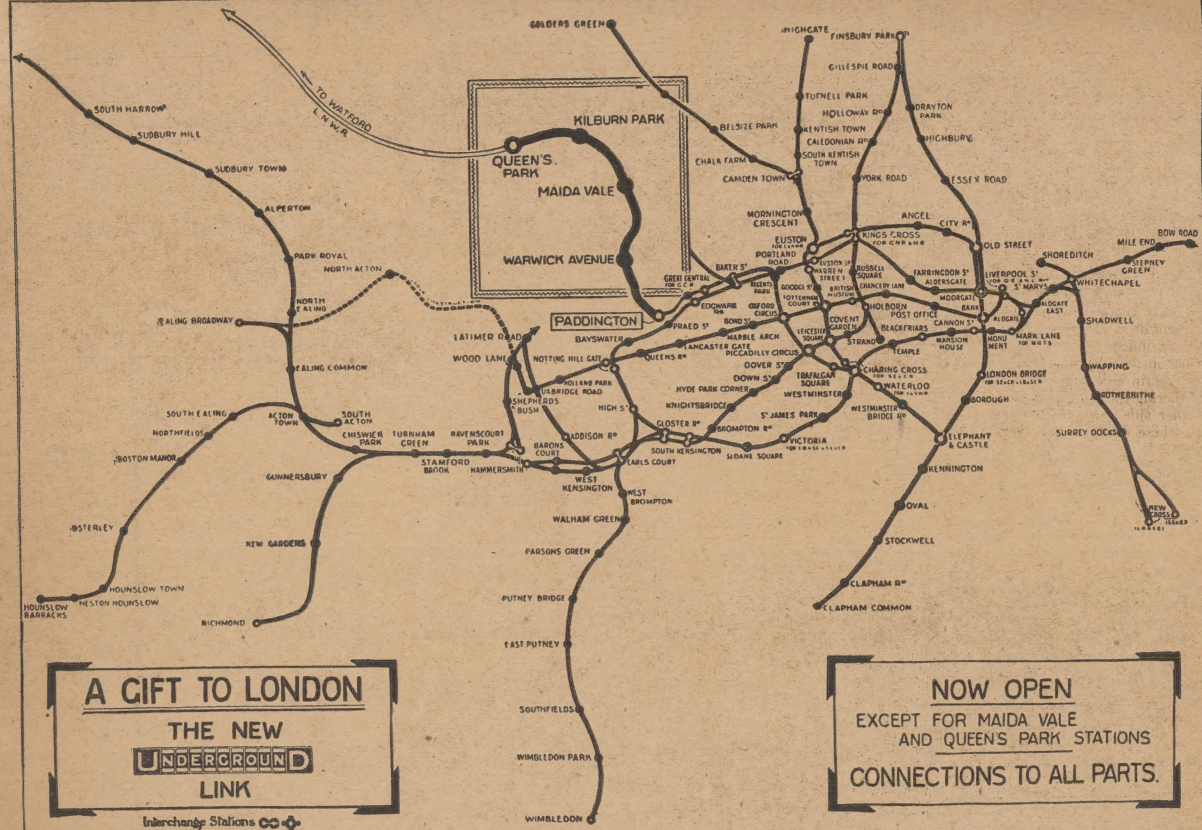 GOLDERS GREEN
HIGHGATE
FINSBURY PARK
GILLESPIE ROAD
TO WATFORD
L.N.W.R.
SOUTH HARROW
SUDBURY HILL
SUDBURY TOWN
ALPERTON
PARK ROYAL
NORTH ACTON
NORTH
EALING
EALING BROADWAY
EALING COMMON
SOUTH EALING
ACTON
TOWN
SOUTH
ACTON
NORTHFIELDS
BOSTON MANOR
OSTERLEY
HOUNSLOW TOWN
HESTON HOUNSLOW
HOUNSLOW
BARRACKS
CHISWICK
PARK
TURNHAM
GREEN
STAMFORD
BROOK
RAVENSCOURT
PARK
HAMMERSMITH
GUNNERSBURY
KEW GARDENS
RICHMOND
QUEEN'S
PARK
KILBURN PARK
MAIDA VALE
WARWICK AVENUE
PADDINGTON
BELSIZE PARK
CHALK FARM
CAMDEN TOWN
TUFNELL PARK
KENTISH TOWN
SOUTH KENTISH
TOWN
MORNINGTON
CRESCENT
EUSTON
HOLLOWAY RD
CALEDONIAN RD
YORK ROAD
DRAYTON
PARK
HIGHBURY
ESSEX ROAD
KINGS CROSS
ANGEL
CITY RD
OLD STREET
SHOREDITCH
MILE END
BOW ROAD
STEPNEY
GREEN
WHITECHAPEL
LIVERPOOL ST
ST MARYS
ALDGATE
EAST
ALDGATE
MARK LANE
MONU
MENT
BANK
MOORGATE
FARRINGDON ST
ALDERSGATE
CHANCERY LANE
POST OFFICE
HOLBORN
RUSSELL
SQUARE
BRITISH
MUSEUM
WARREN
STREET
GOODGE ST
TOTTENHAM
COURT RD
PORTLAND
ROAD
REGENTS
PARK
BAKER ST
GREAT CENTRAL
EDGWARE
RD
PRAED ST
BAYSWATER
OXFORD
CIRCUS
BOND ST
MARBLE ARCH
LANCASTER GATE
QUEENS RD
NOTTING HILL GATE
HOLLAND PARK
LATIMER ROAD
WOOD LANE
UXBRIDGE ROAD
SHEPHERDS
BUSH
ADDISON RD
HIGH ST
BARONS
COURT
WEST
KENSINGTON
EARLS COURT
GLOSTER RD
SOUTH KENSINGTON
BROMPTON RD
KNIGHTSBRIDGE
HYDE PARK CORNER
DOWN ST
DOVER ST
PICCADILLY CIRCUS
LEICESTER
SQUARE
COVENT
GARDEN
STRAND
TEMPLE
BLACKFRIARS
MANSION
HOUSE
CANNON ST
TRAFALGAR
SQUARE
CHARING CROSS
WATERLOO
WESTMINSTER
WESTMINSTER
BRIDGE RD
ST JAMES PARK
VICTORIA
SLOANE SQUARE
LONDON BRIDGE
BOROUGH
ELEPHANT
& CASTLE
KENNINGTON
OVAL
STOCKWELL
CLAPHAM RD
CLAPHAM COMMON
SHADWELL
WAPPING
ROTHERHITHE
SURREY DOCKS
NEW
CROSS
WEST
BROMPTON
WALHAM GREEN
PARSONS GREEN
PUTNEY BRIDGE
EAST PUTNEY
SOUTHFIELDS
WIMBLEDON PARK
WIMBLEDON
A GIFT TO LONDON
THE NEW
UNDERGROUND
LINK
Interchange Stations
NOW OPEN
EXCEPT FOR MAIDA VALE
AND QUEEN'S PARK STATIONS
CONNECTIONS TO ALL PARTS.